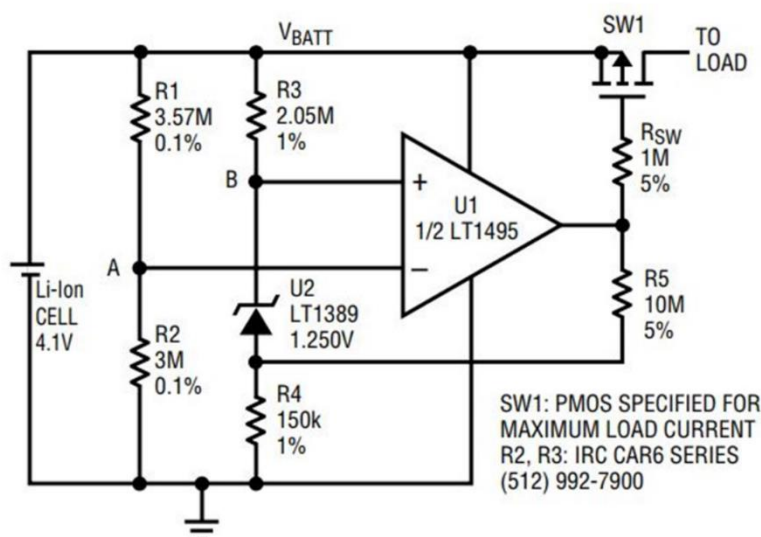 SW1
V_BATT
TO
LOAD
R1
3.57M
0.1%
R3
2.05M
1%
R_SW
1M
5%
B
+
U1
1/2 LT1495
A
–
Li-Ion
CELL
4.1V
U2
LT1389
1.250V
R5
10M
5%
R2
3M
0.1%
R4
150k
1%
SW1: PMOS SPECIFIED FOR
MAXIMUM LOAD CURRENT
R2, R3: IRC CAR6 SERIES
(512) 992-7900